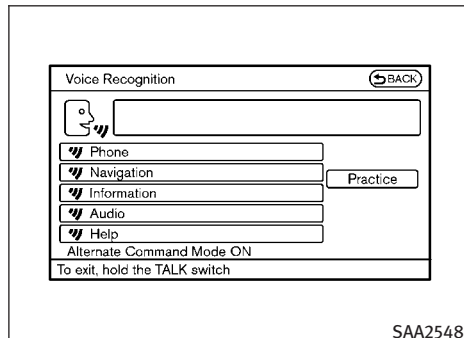 Voice Recognition
BACK
Phone
Navigation
Practice
Information
Audio
Help
Alternate Command Mode ON
To exit, hold the TALK switch
SAA2548